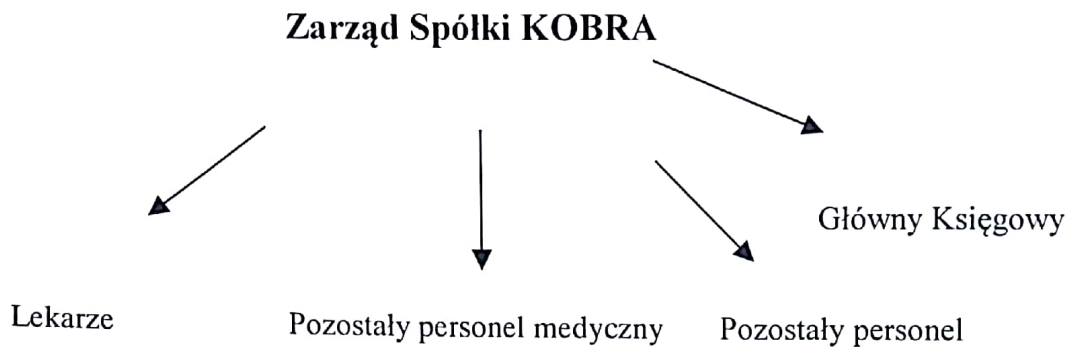 Zarząd Spółki KOBRA
Główny Księgowy
Lekarze
Pozostały personel medyczny
Pozostały personel